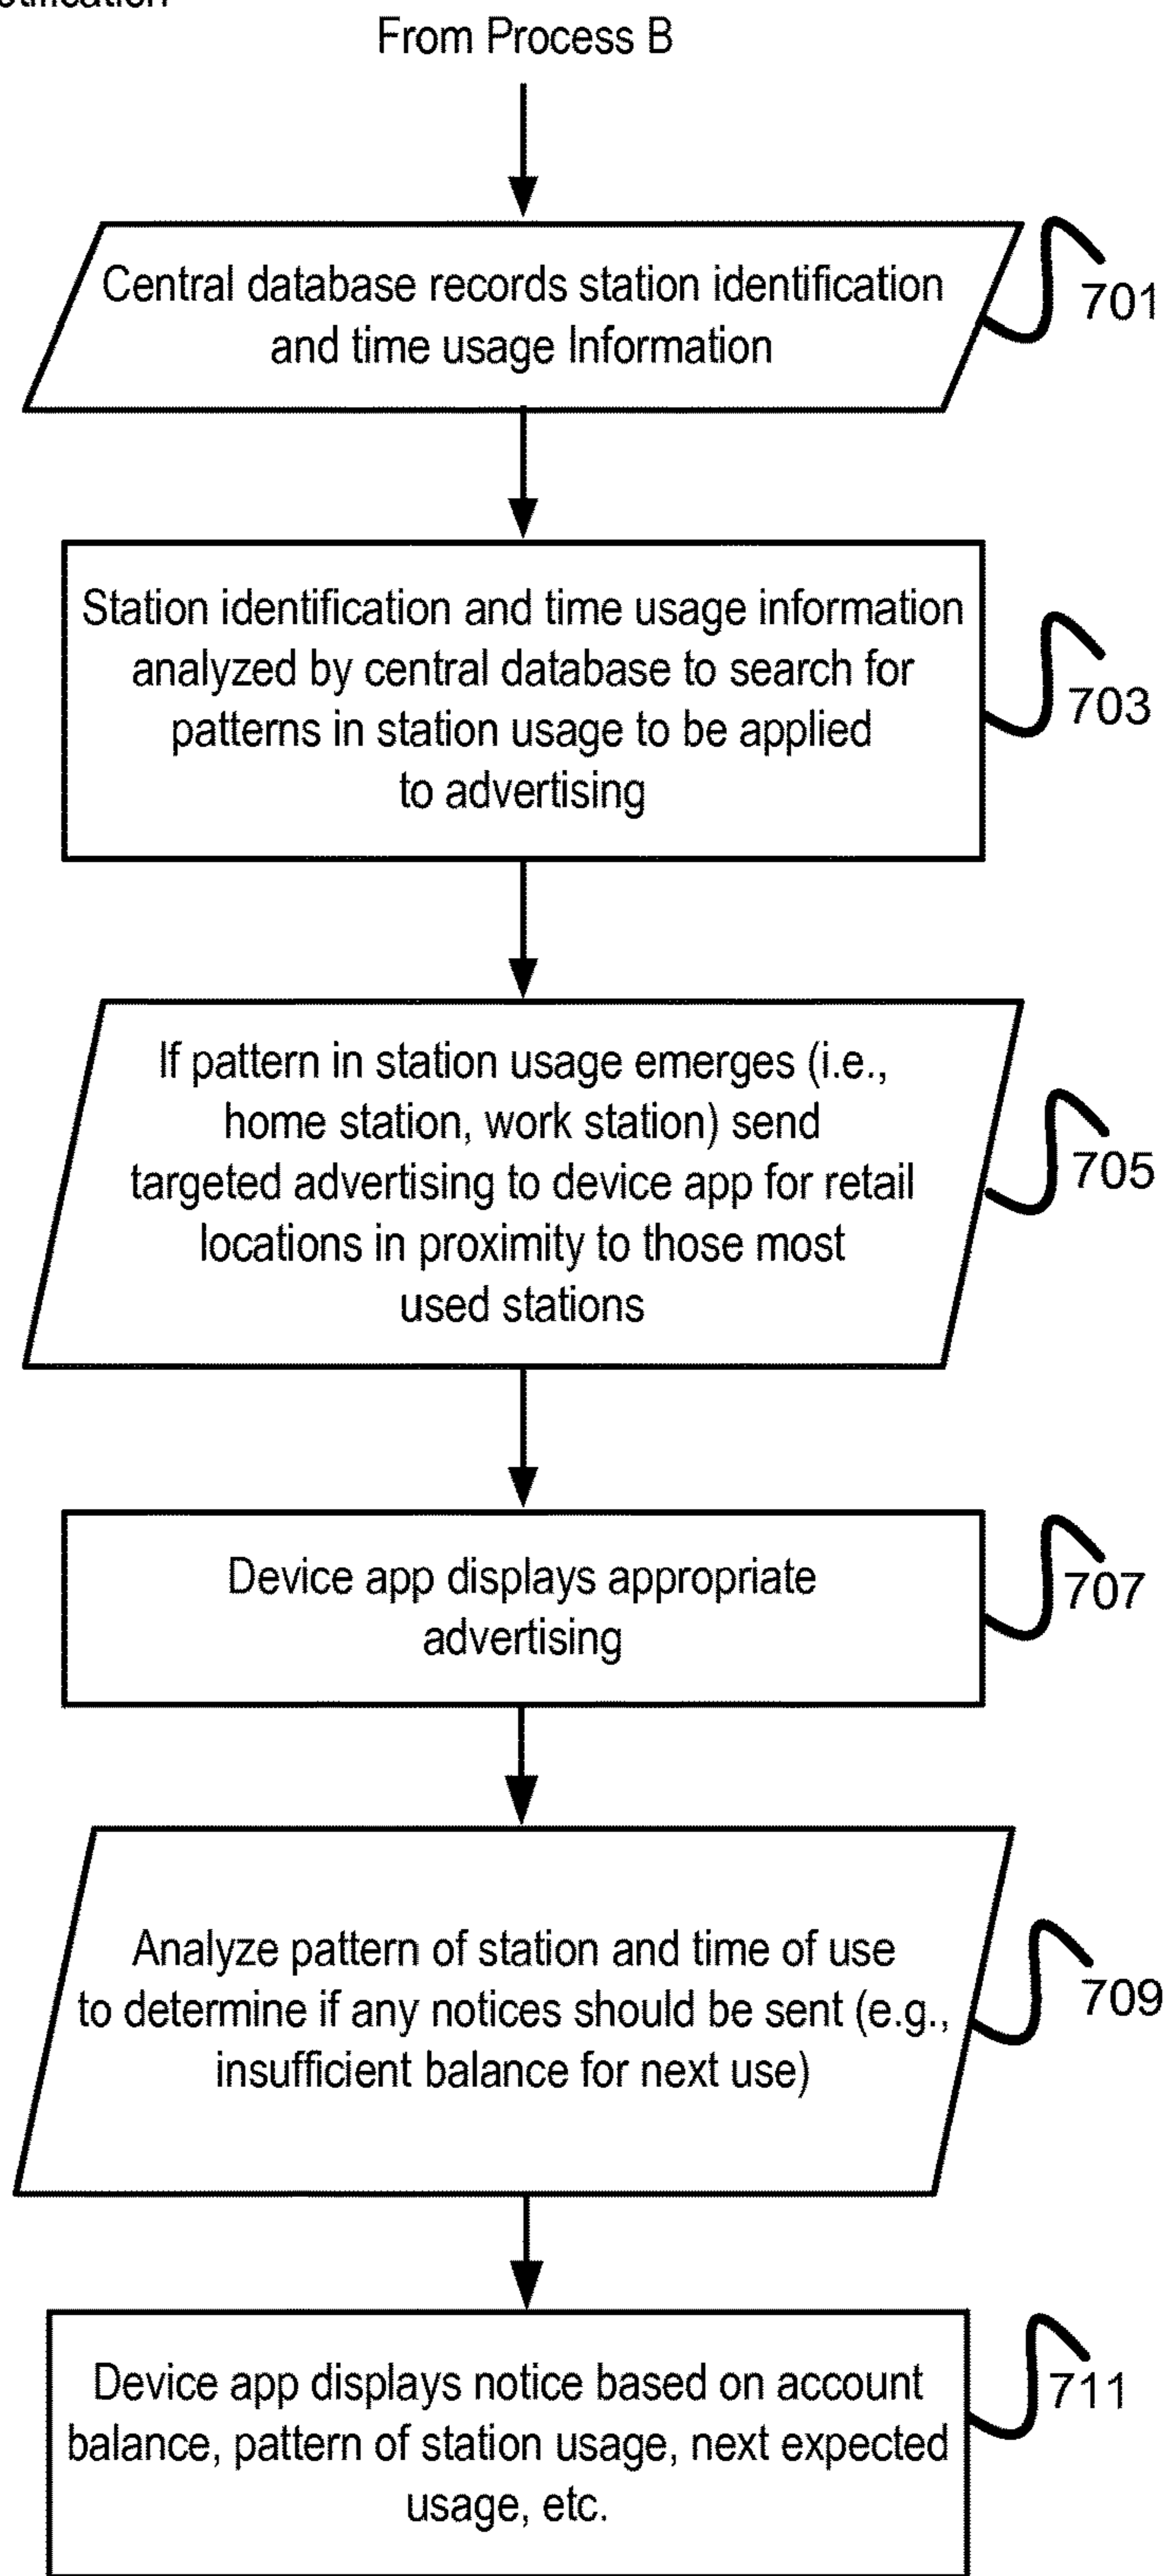 From Process B
Central database records station identification
and time usage Information
701
Station identification and time usage information
analyzed by central database to search for
patterns in station usage to be applied
to advertising
703
If pattern in station usage emerges (i.e.,
home station, work station) send
targeted advertising to device app for retail
locations in proximity to those most
used stations
705
Device app displays appropriate
advertising
707
Analyze pattern of station and time of use
to determine if any notices should be sent (e.g.,
insufficient balance for next use)
709
Device app displays notice based on account
balance, pattern of station usage, next expected
usage, etc.
711